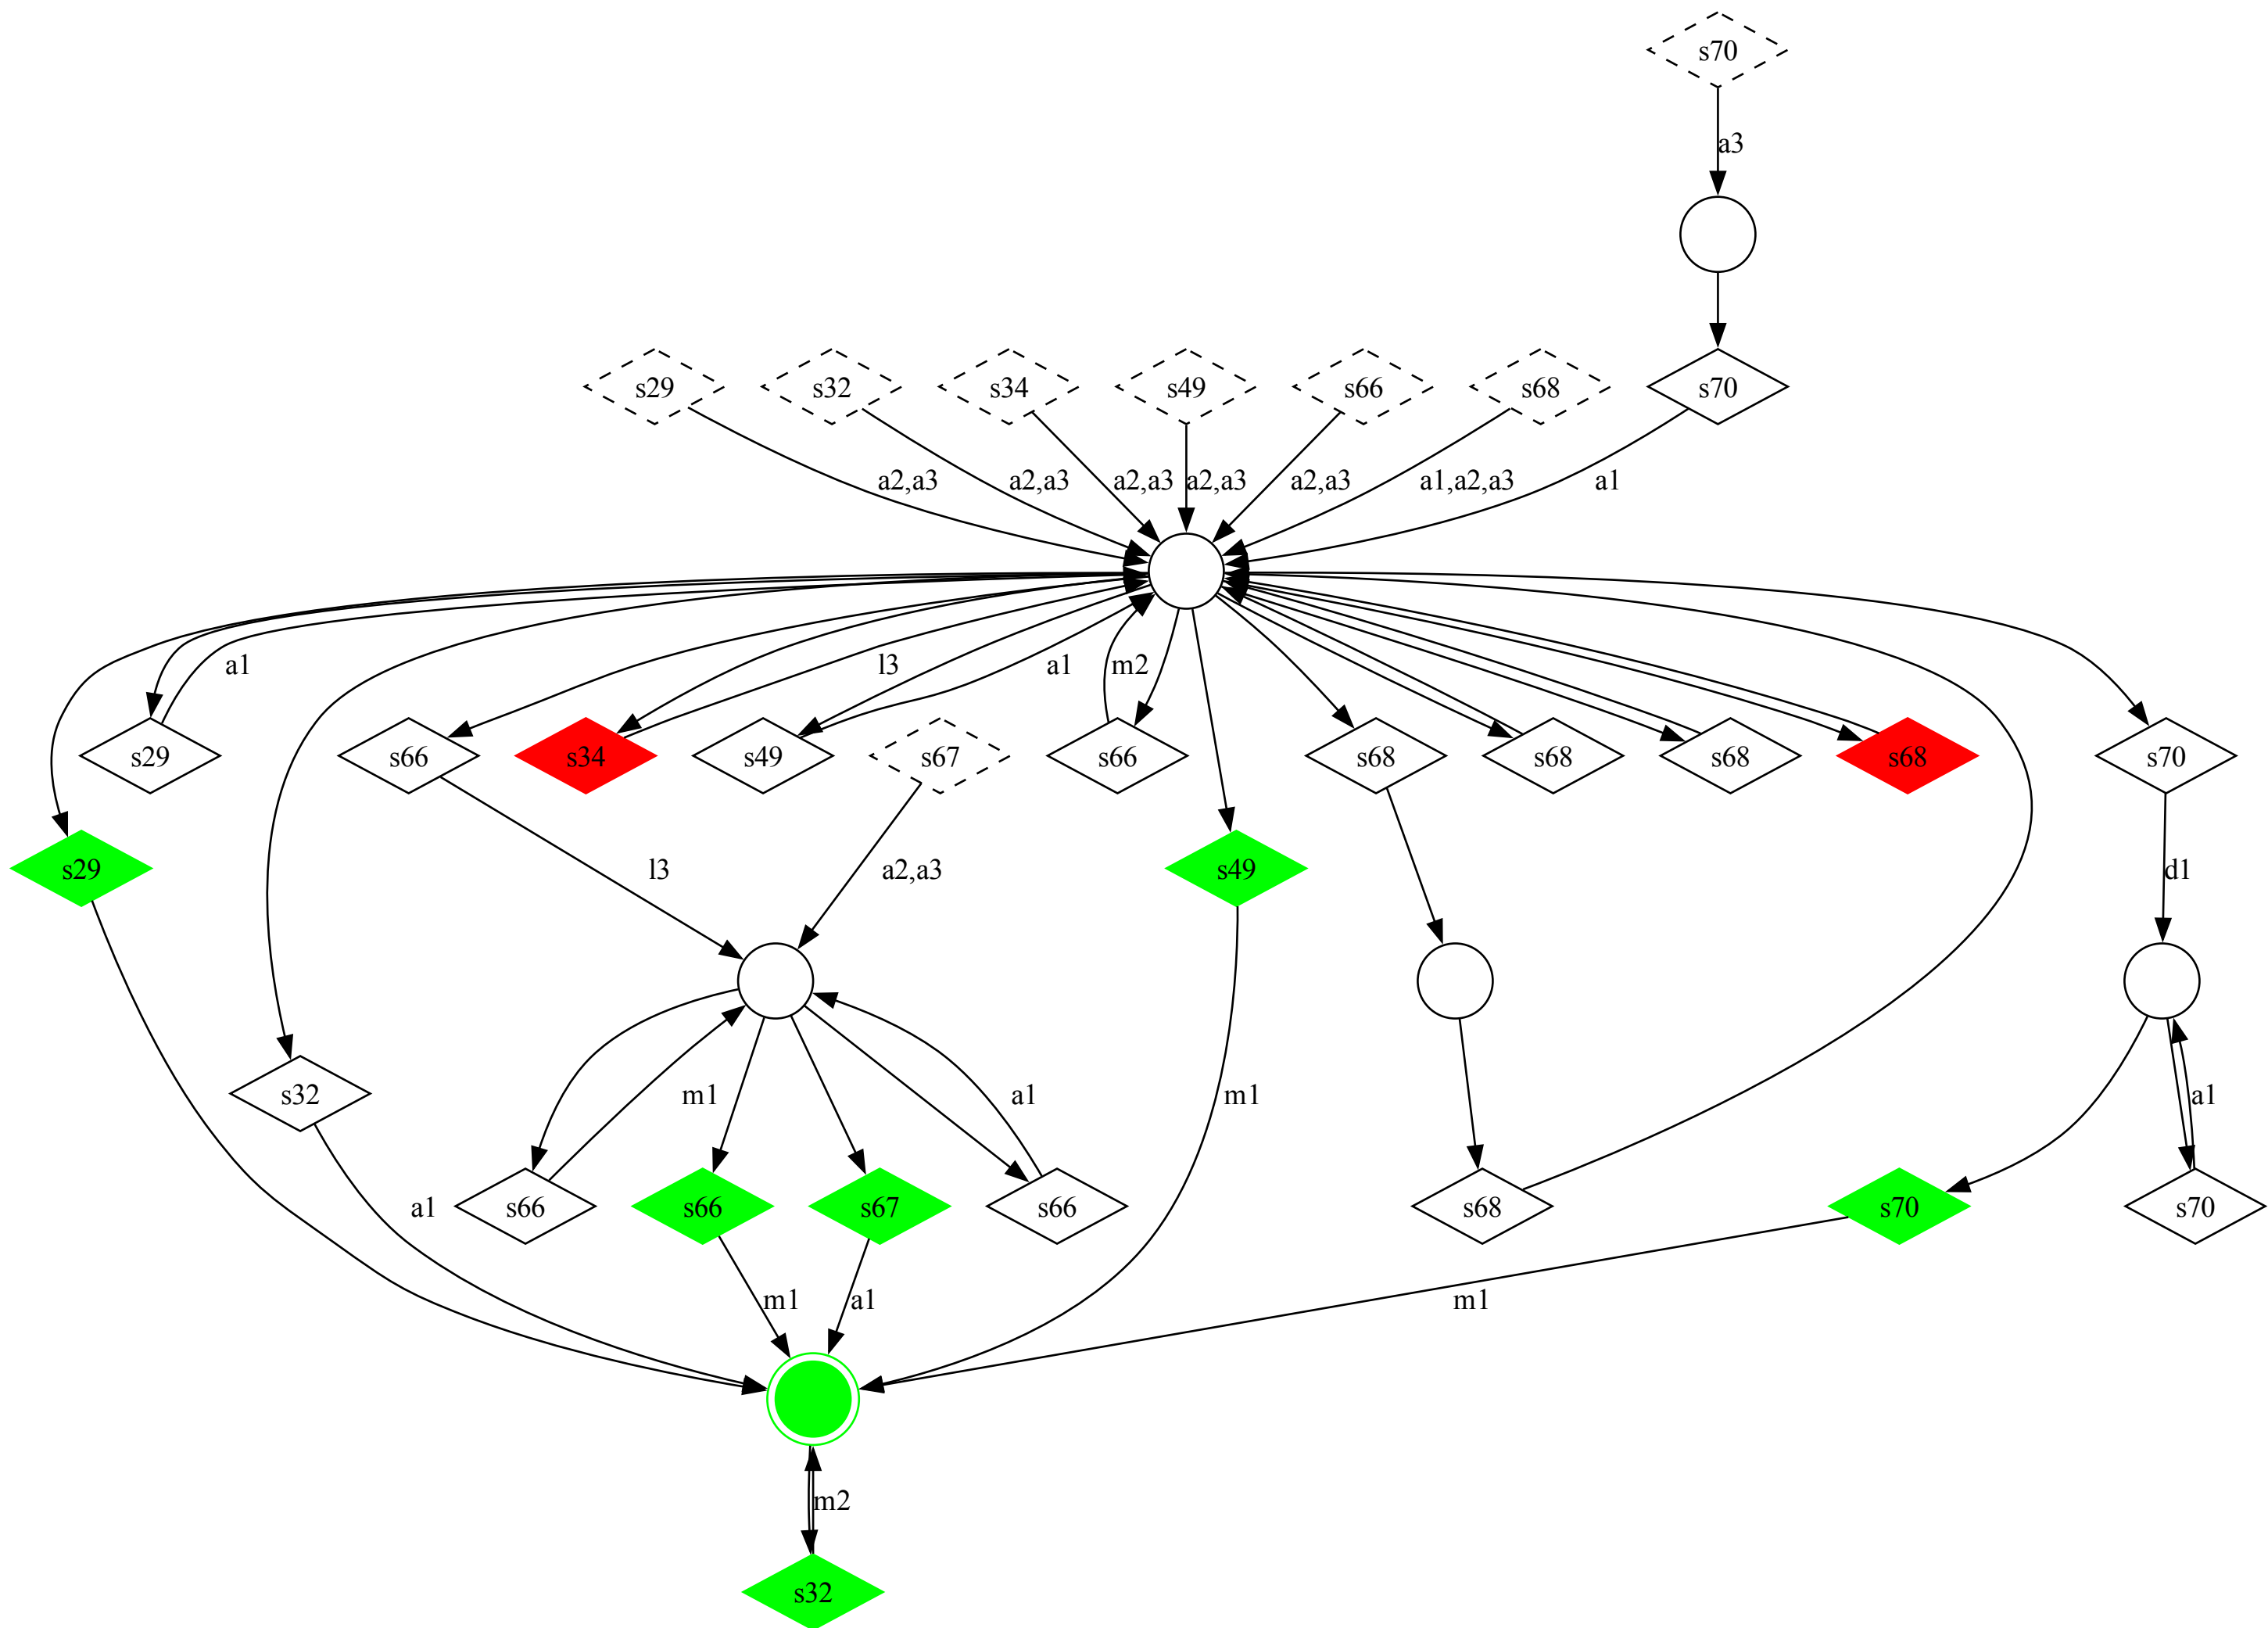 s70
a3
s29 s32 s34 s49 s66 s68 s70
a2,a3 a2,a3 a2,a3 a2,a3 a2,a3 a1,a2,a3 a1
a1 l3 a1 m2
s29 s66 s34 s49 s67 s66 s68 s68 s68 s68 s70
s29 l3 a2,a3 s49 d1
s32 m1 a1 m1 a1
s66 s66 s67 s66 s68 s70 s70
a1
m1 a1 m1
m2
s32